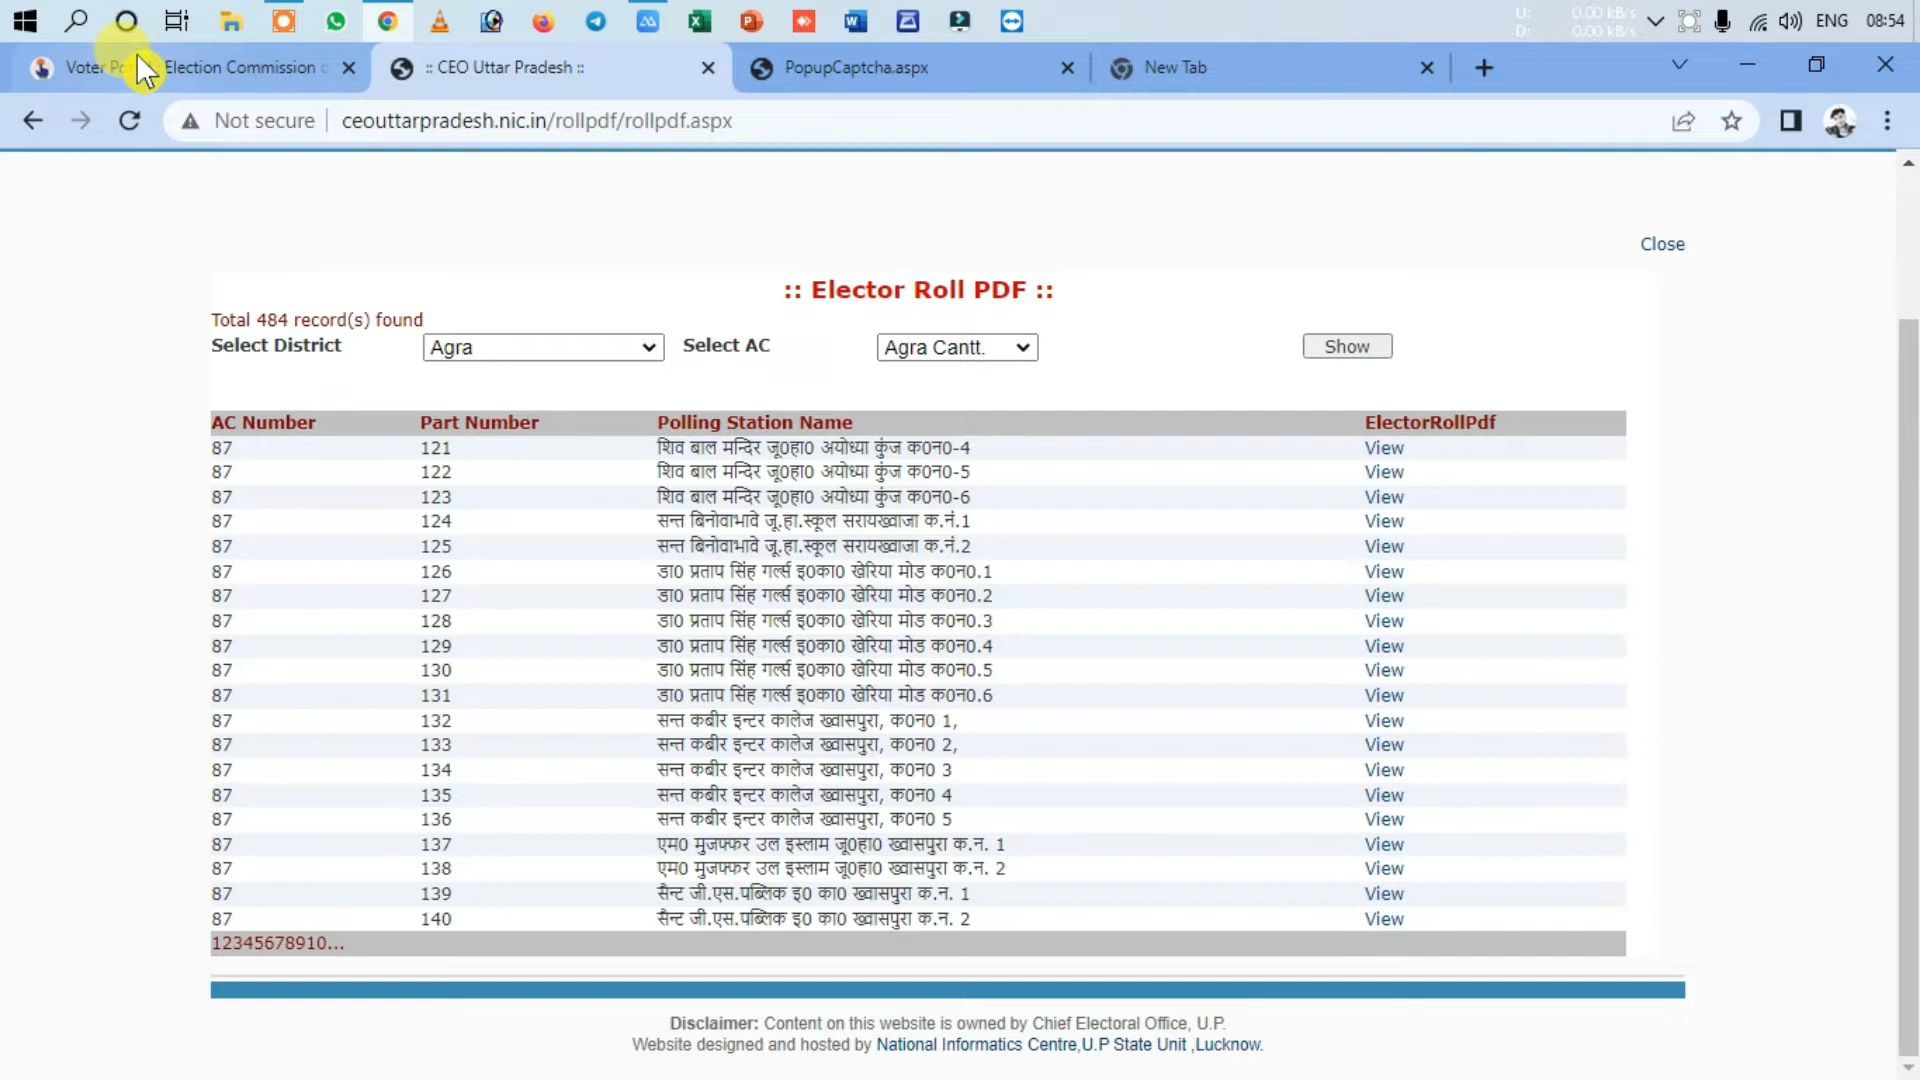 U: 0.00 kB/s
D: 0.00 kB/s
ENG 08:54
Voter Po Election Commission
:: CEO Uttar Pradesh ::
PopupCaptcha.aspx
New Tab
Not secure ceouttarpradesh.nic.in/rollpdf/rollpdf.aspx
Close
:: Elector Roll PDF ::
Total 484 record(s) found
Select District Agra Select AC Agra Cantt. Show
AC Number Part Number Polling Station Name ElectorRollPdf
87 121 शिव बाल मन्दिर जू0हा0 अयोध्या कुंज क0न0-4 View
87 122 शिव बाल मन्दिर जू0हा0 अयोध्या कुंज क0न0-5 View
87 123 शिव बाल मन्दिर जू0हा0 अयोध्या कुंज क0न0-6 View
87 124 सन्त बिनोवाभावे जू.हा.स्कूल सरायख्वाजा क.नं.1 View
87 125 सन्त बिनोवाभावे जू.हा.स्कूल सरायख्वाजा क.नं.2 View
87 126 डा0 प्रताप सिंह गर्ल्स इ0का0 खेरिया मोड क0न0.1 View
87 127 डा0 प्रताप सिंह गर्ल्स इ0का0 खेरिया मोड क0न0.2 View
87 128 डा0 प्रताप सिंह गर्ल्स इ0का0 खेरिया मोड क0न0.3 View
87 129 डा0 प्रताप सिंह गर्ल्स इ0का0 खेरिया मोड क0न0.4 View
87 130 डा0 प्रताप सिंह गर्ल्स इ0का0 खेरिया मोड क0न0.5 View
87 131 डा0 प्रताप सिंह गर्ल्स इ0का0 खेरिया मोड क0न0.6 View
87 132 सन्त कबीर इन्टर कालेज ख्वासपुरा, क0न0 1, View
87 133 सन्त कबीर इन्टर कालेज ख्वासपुरा, क0न0 2, View
87 134 सन्त कबीर इन्टर कालेज ख्वासपुरा, क0न0 3 View
87 135 सन्त कबीर इन्टर कालेज ख्वासपुरा, क0न0 4 View
87 136 सन्त कबीर इन्टर कालेज ख्वासपुरा, क0न0 5 View
87 137 एम0 मुजफ्फर उल इस्लाम जू0हा0 ख्वासपुरा क.न. 1 View
87 138 एम0 मुजफ्फर उल इस्लाम जू0हा0 ख्वासपुरा क.न. 2 View
87 139 सैन्ट जी.एस.पब्लिक इ0 का0 ख्वासपुरा क.न. 1 View
87 140 सैन्ट जी.एस.पब्लिक इ0 का0 ख्वासपुरा क.न. 2 View
12345678910...
Disclaimer: Content on this website is owned by Chief Electoral Office, U.P.
Website designed and hosted by National Informatics Centre,U.P State Unit ,Lucknow.